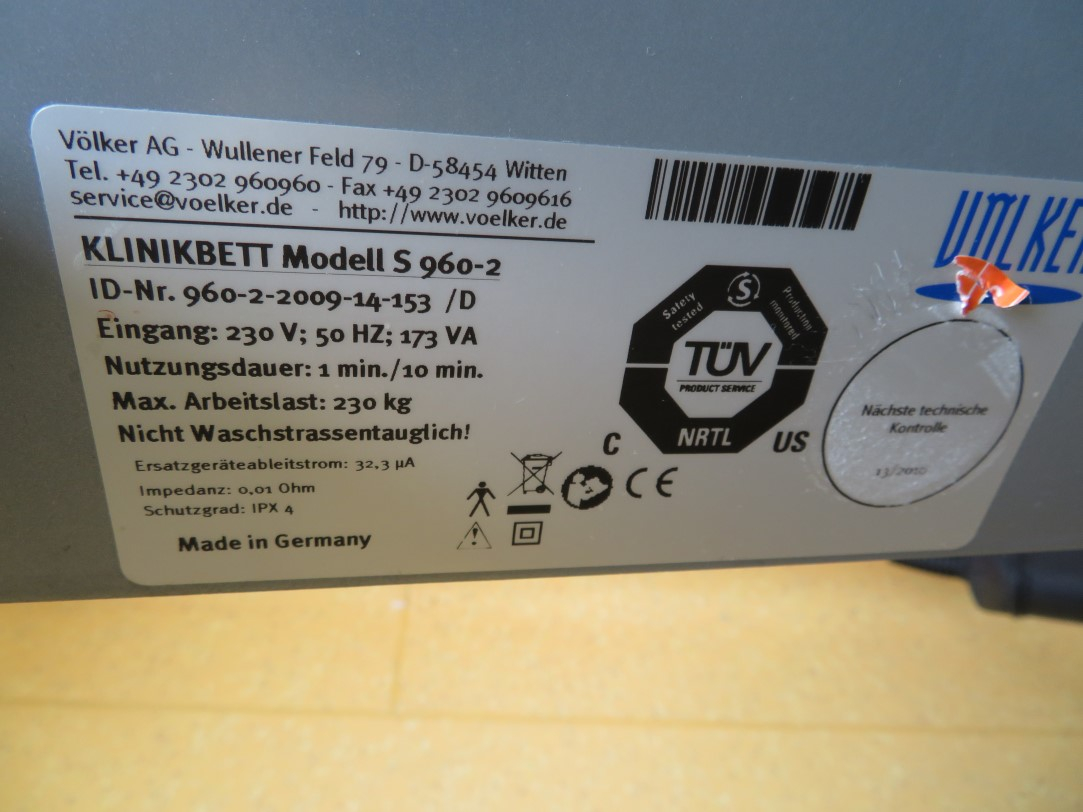 Völker AG - Wullener Feld 79 - D-58454 Witten
Tel. +49 2302 960960 - Fax +49 2302 9609616
service@voelker.de - http://www.voelker.de
KLINIKBETT Modell S 960-2
ID-Nr. 960-2-2009-14-153 /D
Eingang: 230 V; 50 HZ; 173 VA
Nutzungsdauer: 1 min./10 min.
Max. Arbeitslast: 230 kg
Nicht Waschstrassentauglich!
Ersatzgeräteableitstrom: 32,3 µA
Impedanz: 0,01 Ohm
Schutzgrad: IPX 4
Made in Germany
Safety tested
S
Production monitored
TÜV
PRODUCT SERVICE
C NRTL US
CE
VÖLKER
Nächste technische
Kontrolle